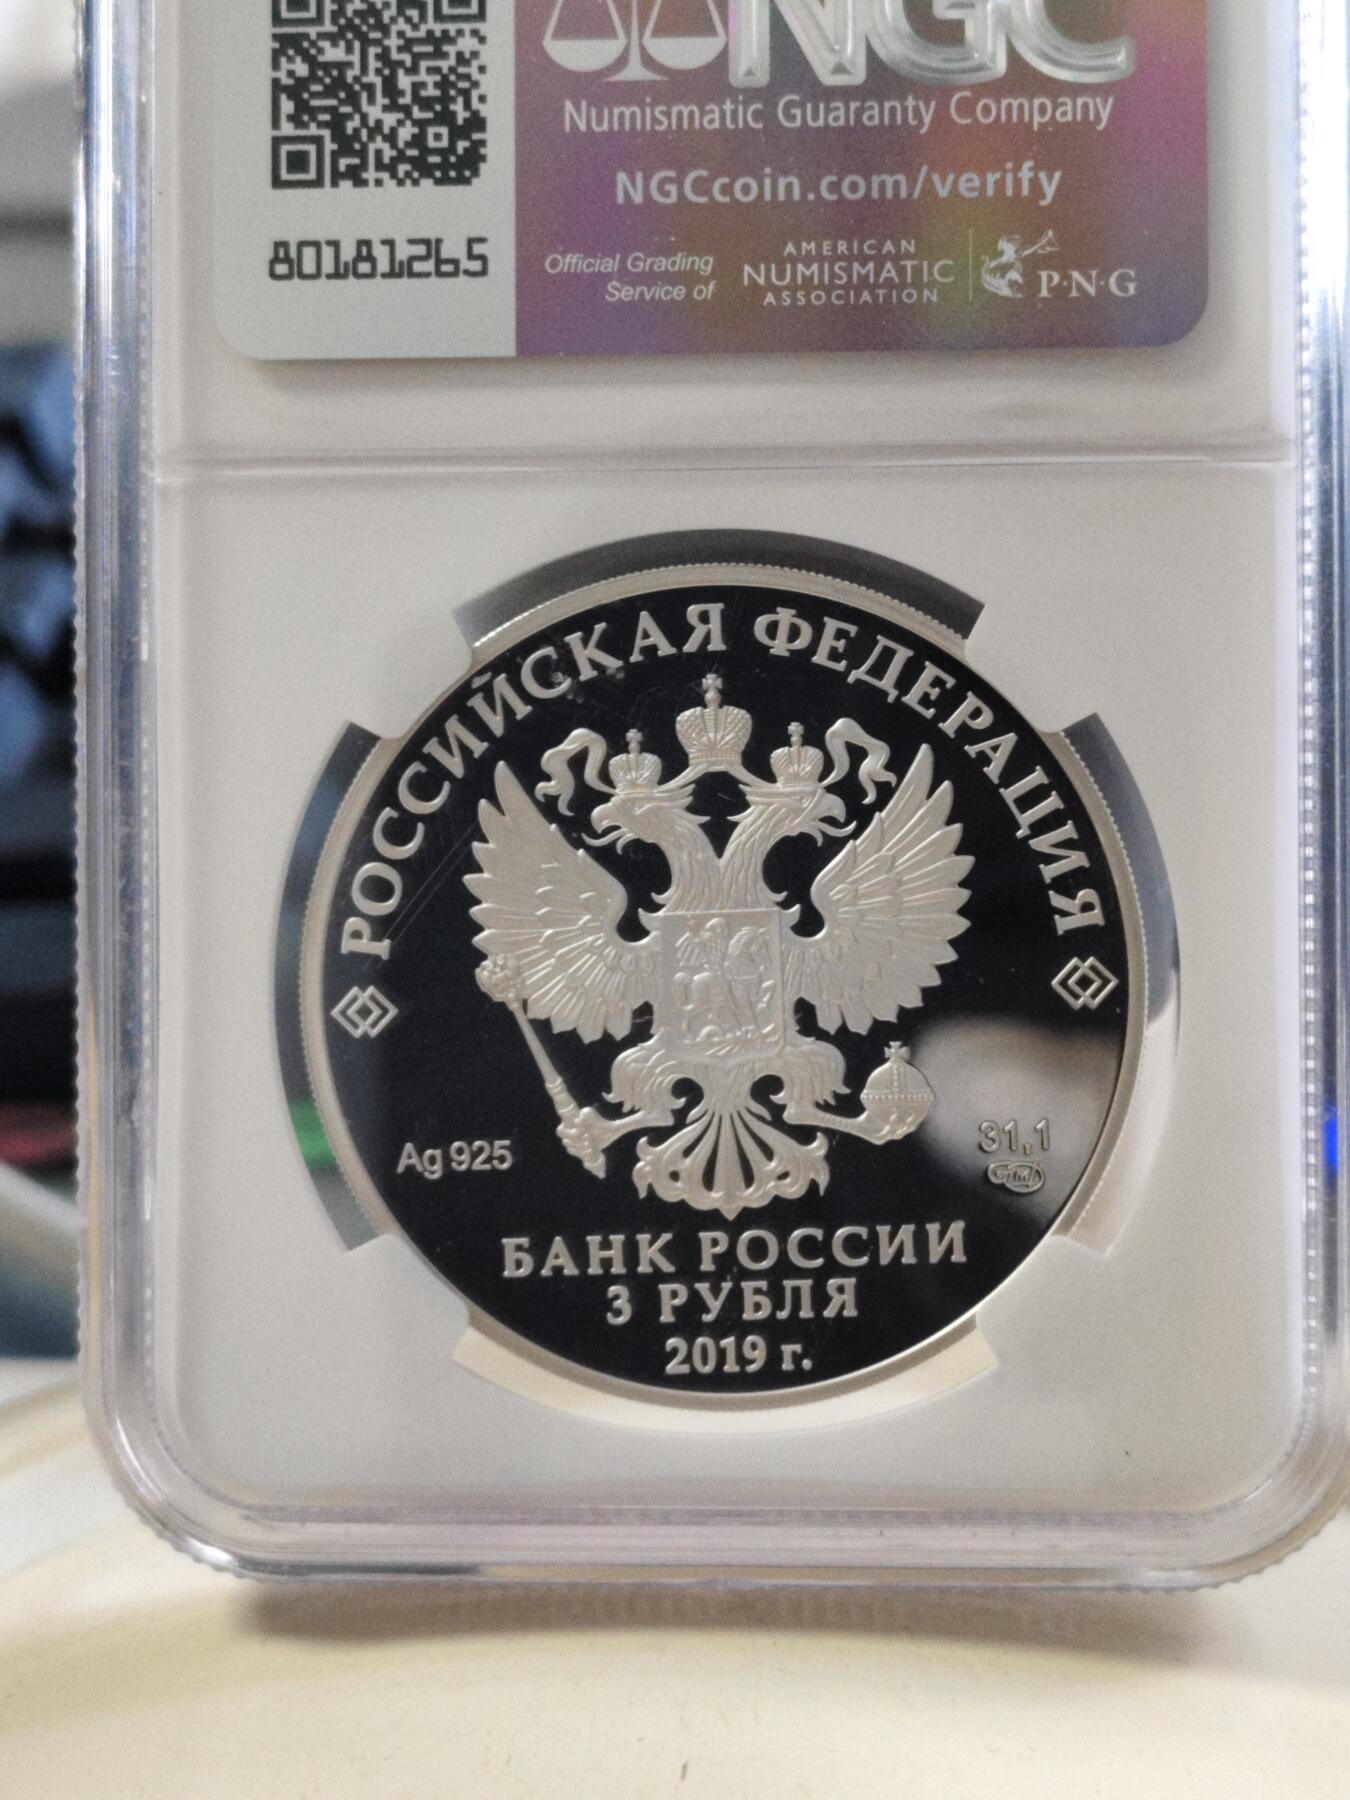 NGC
Numismatic Guaranty Company
NGCcoin.com/verify
80181265
Official Grading
Service of
AMERICAN
NUMISMATIC
ASSOCIATION
P·N·G
РОССИЙСКАЯ ФЕДЕРАЦИЯ
Ag 925
31,1
БАНК РОССИИ
3 РУБЛЯ
2019 г.